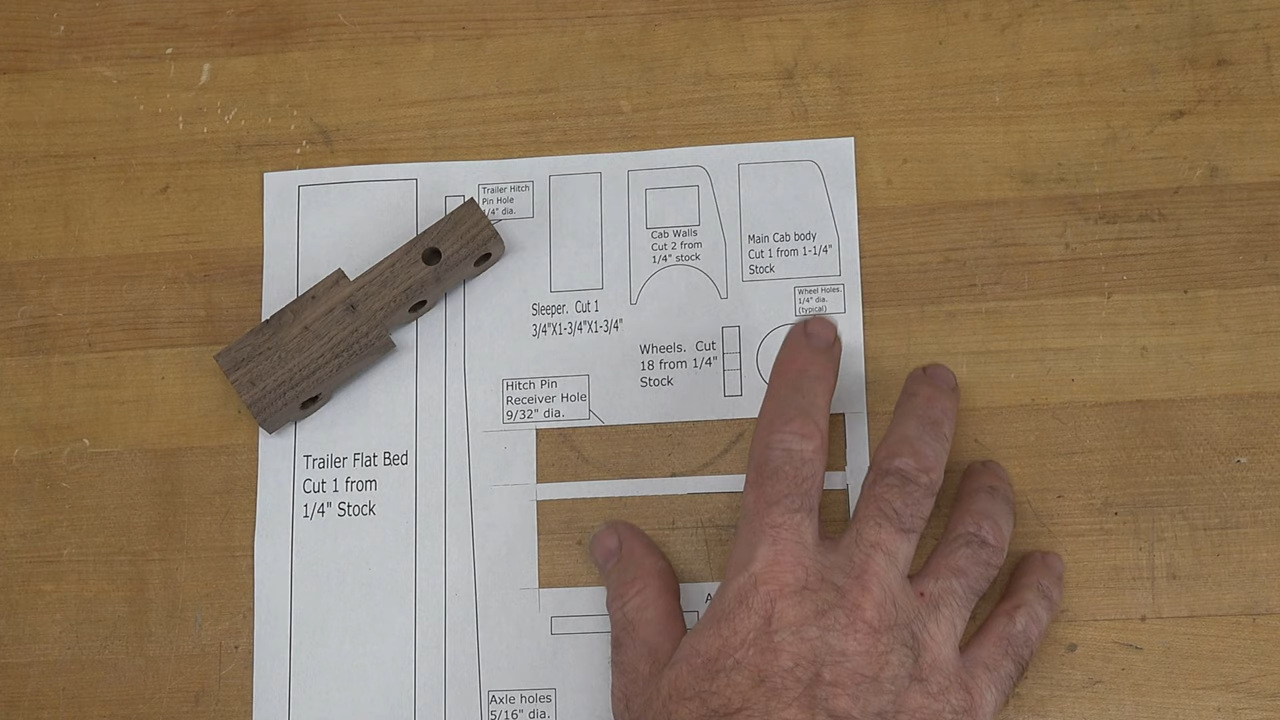 Trailer Hitch
Pin Hole
1/4" dia.
Cab Walls
Cut 2 from
1/4" stock
Main Cab body
Cut 1 from 1-1/4"
Stock
Wheel Holes.
1/4" dia.
(typical)
Sleeper. Cut 1
3/4"X1-3/4"X1-3/4"
Wheels. Cut
18 from 1/4"
Stock
Hitch Pin
Receiver Hole
9/32" dia.
Trailer Flat Bed
Cut 1 from
1/4" Stock
Axle holes
5/16" dia.